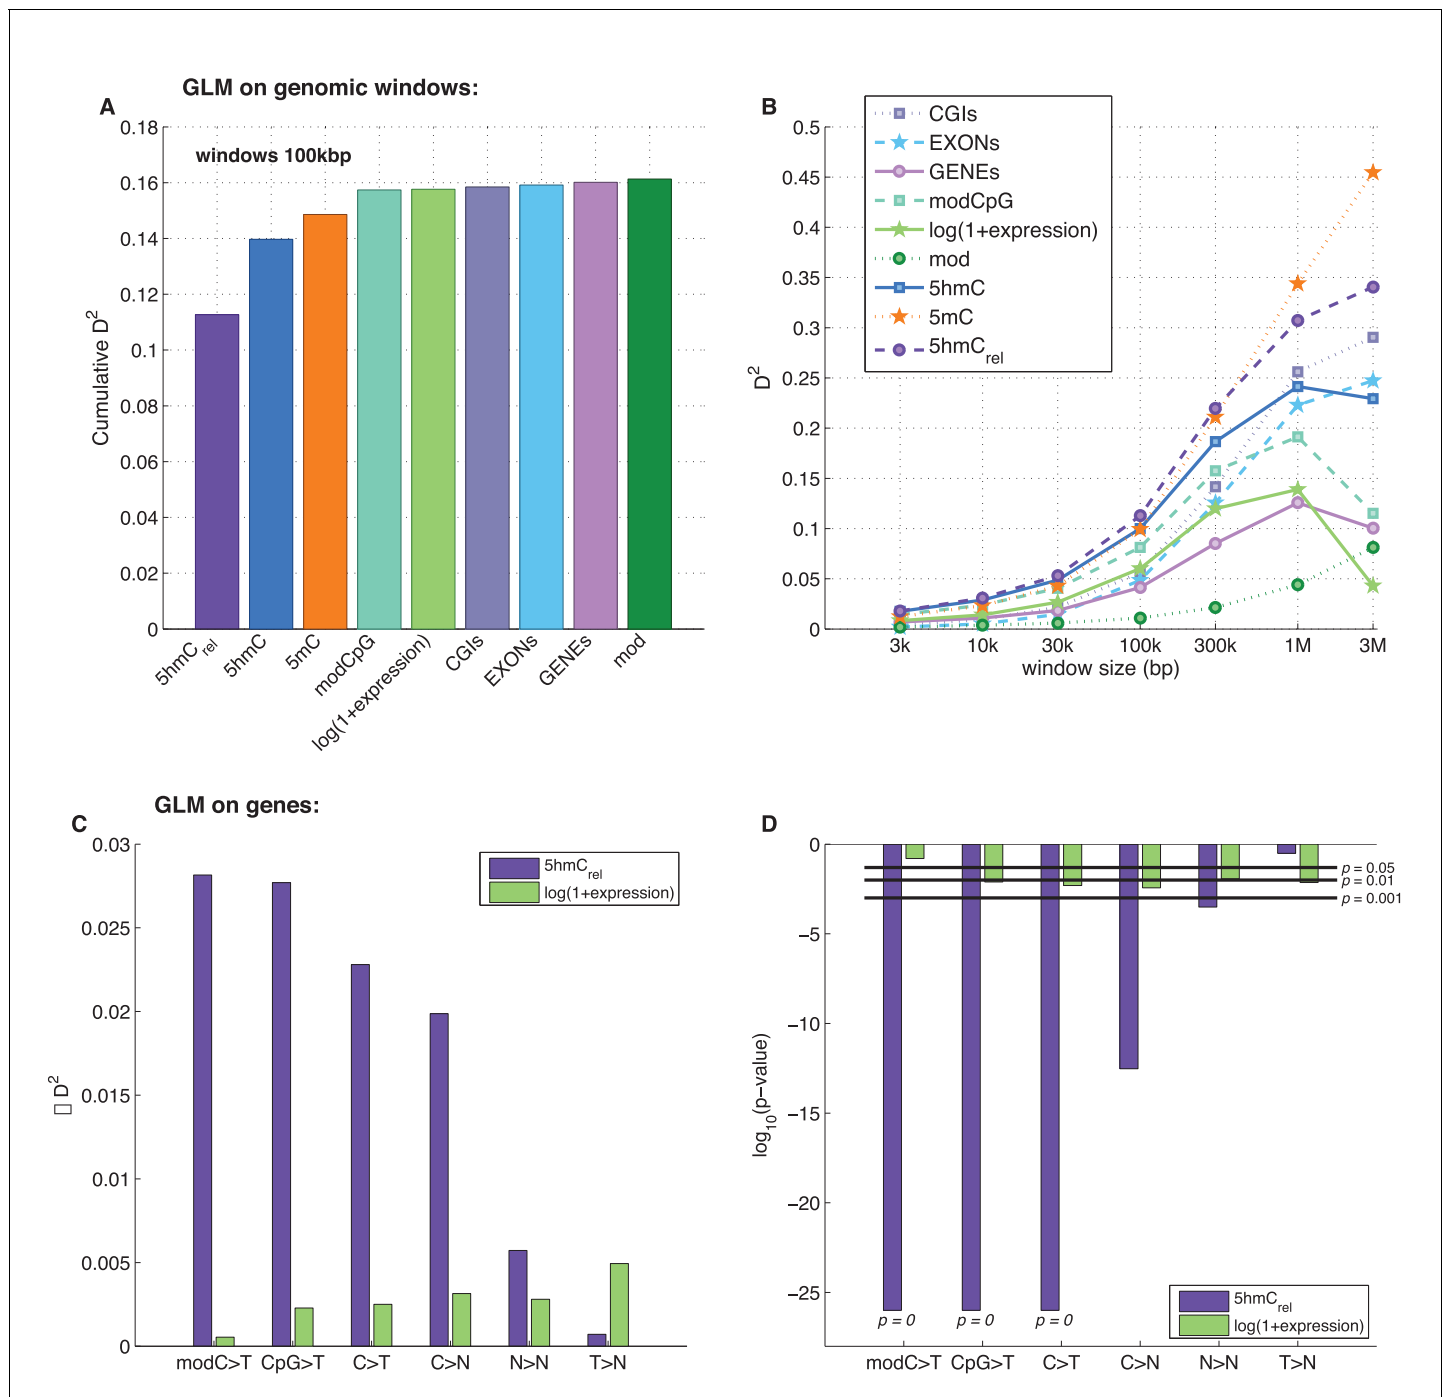 GLM on genomic windows:
A
windows 100kbp
Cumulative D2
0.18
0.16
0.14
0.12
0.1
0.08
0.06
0.04
0.02
0
5hmC rel
5hmC
5mC
modCpG
log(1+expression)
CGIs
EXONs
GENEs
mod
B
CGIs
EXONs
GENEs
modCpG
log(1+expression)
mod
5hmC
5mC
5hmCrel
D2
0.5
0.45
0.4
0.35
0.3
0.25
0.2
0.15
0.1
0.05
0
3k 10k 30k 100k 300k 1M 3M
window size (bp)
GLM on genes:
C
5hmCrel
log(1+expression)
▯ D2
0.03
0.025
0.02
0.015
0.01
0.005
0
modC>T CpG>T C>T C>N N>N T>N
D
log10(p−value)
0
−5
−10
−15
−20
−25
p = 0.05
p = 0.01
p = 0.001
p = 0 p = 0 p = 0
5hmCrel
log(1+expression)
modC>T CpG>T C>T C>N N>N T>N